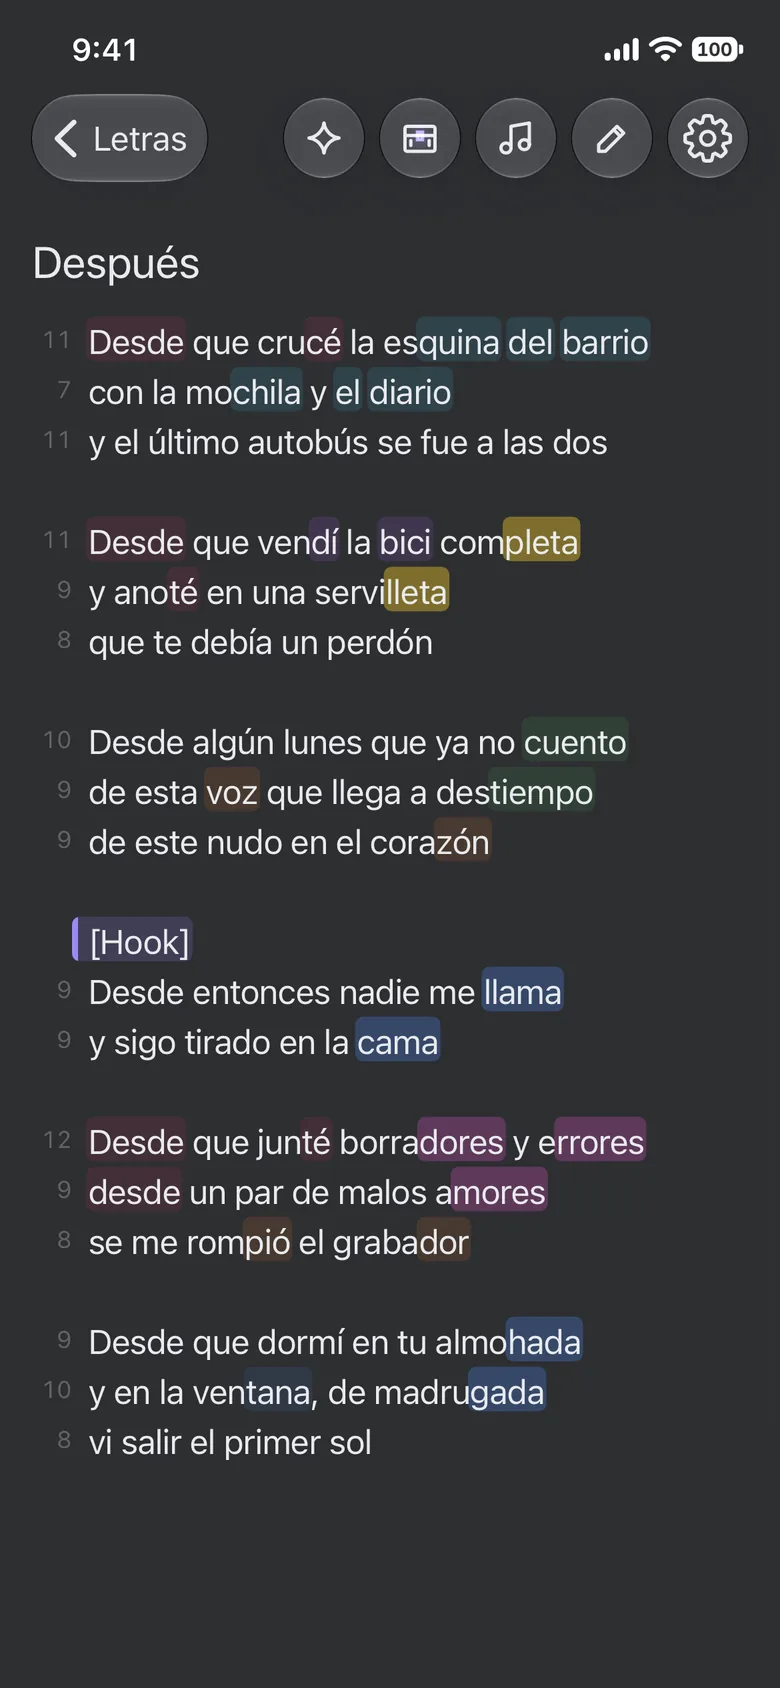 9:41
100
Letras
Después
11 Desde que crucé la esquina del barrio
7 con la mochila y el diario
11 y el último autobús se fue a las dos
11 Desde que vendí la bici completa
9 y anoté en una servilleta
8 que te debía un perdón
10 Desde algún lunes que ya no cuento
9 de esta voz que llega a destiempo
9 de este nudo en el corazón
[Hook]
9 Desde entonces nadie me llama
9 y sigo tirado en la cama
12 Desde que junté borradores y errores
9 desde un par de malos amores
8 se me rompió el grabador
9 Desde que dormí en tu almohada
10 y en la ventana, de madrugada
8 vi salir el primer sol